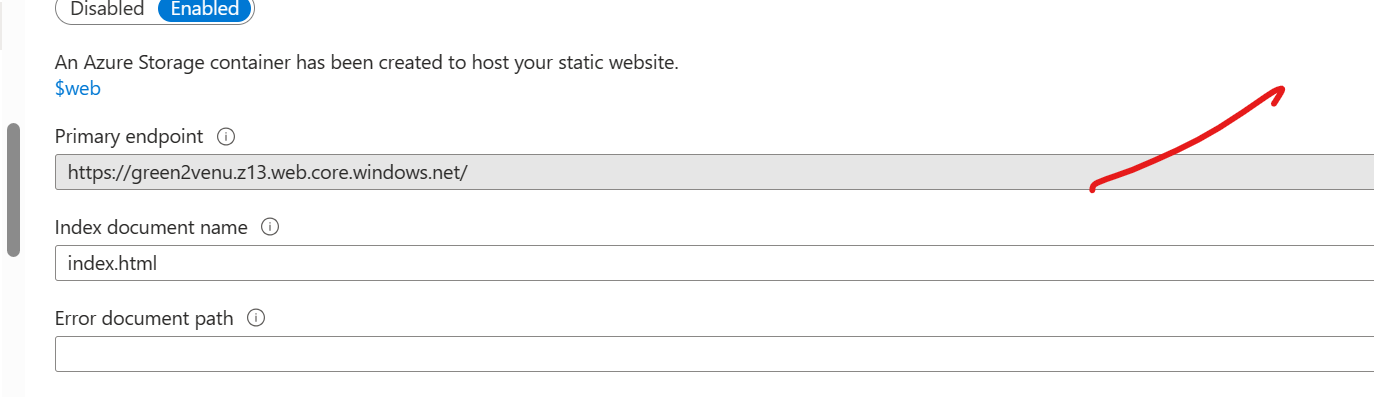 Disabled Enabled
An Azure Storage container has been created to host your static website.
$web
Primary endpoint
https://green2venu.z13.web.core.windows.net/
Index document name
index.html
Error document path